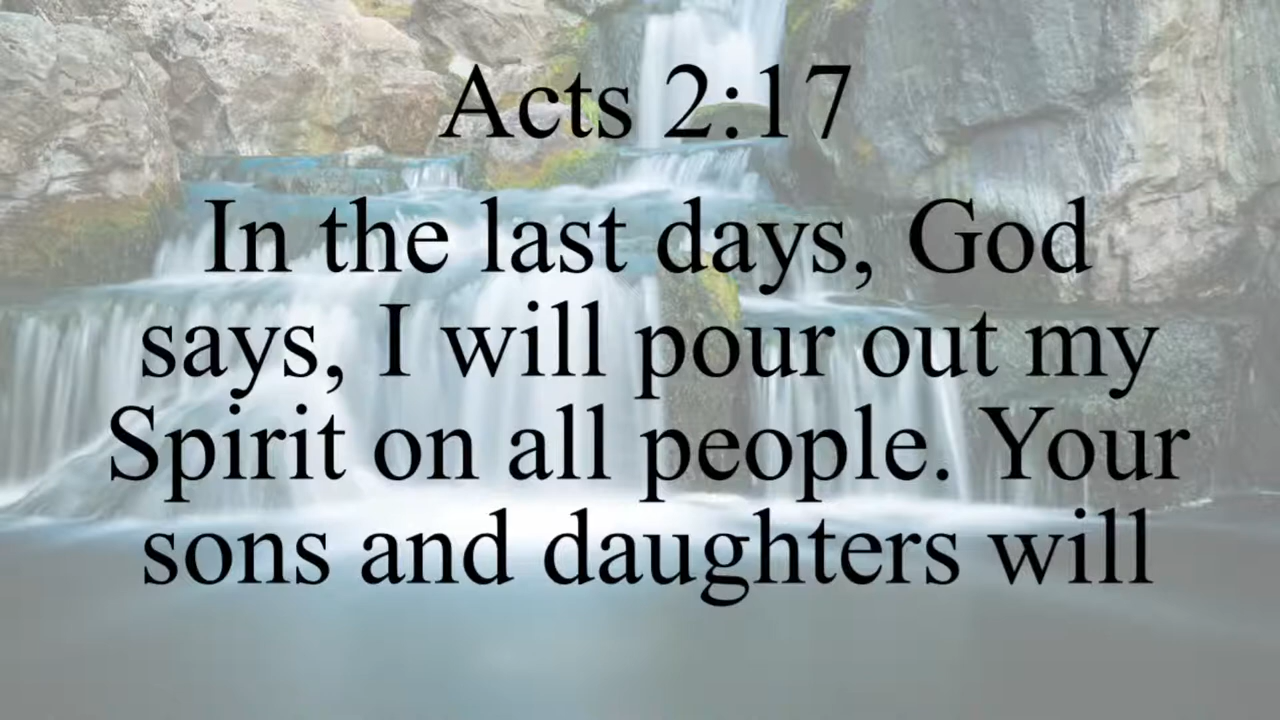 Acts 2:17
In the last days, God
says, I will pour out my
Spirit on all people. Your
sons and daughters will